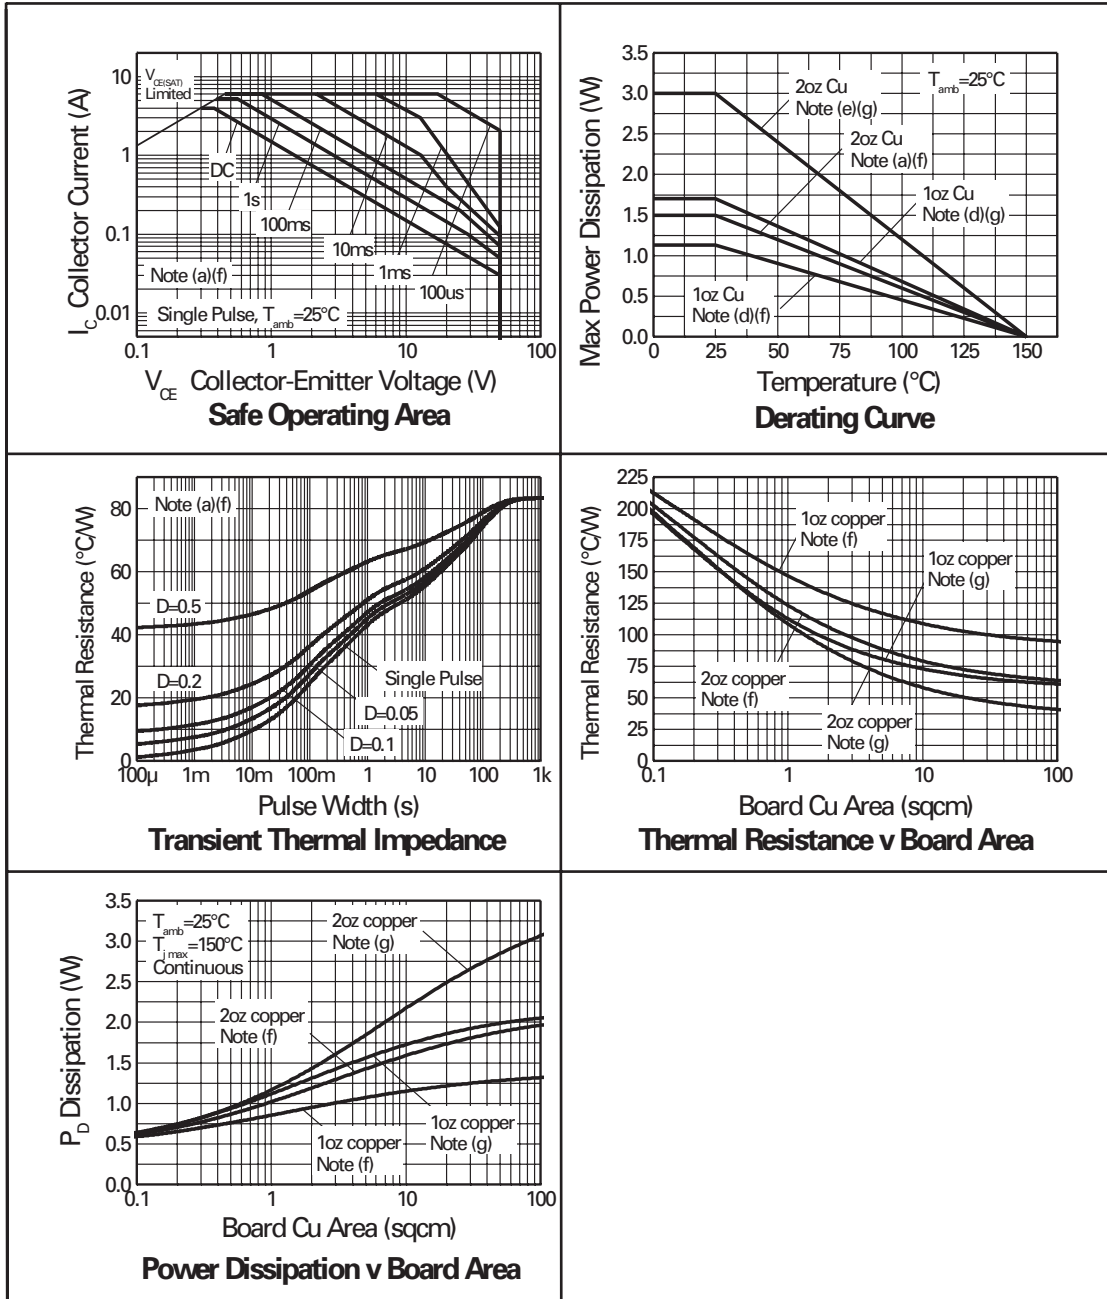 10
1
0.1
0.01
I_C Collector Current (A)
V_CE(SAT)
Limited
DC
1s
100ms
10ms
1ms
100us
Note (a)(f)
Single Pulse, T_amb=25°C
0.1 1 10 100
V_CE Collector-Emitter Voltage (V)
Safe Operating Area
3.5
3.0
2.5
2.0
1.5
1.0
0.5
0.0
Max Power Dissipation (W)
T_amb=25°C
2oz Cu
Note (e)(g)
2oz Cu
Note (a)(f)
1oz Cu
Note (d)(g)
1oz Cu
Note (d)(f)
0 25 50 75 100 125 150
Temperature (°C)
Derating Curve
80
60
40
20
0
Thermal Resistance (°C/W)
Note (a)(f)
D=0.5
D=0.2
Single Pulse
D=0.05
D=0.1
100µ 1m 10m 100m 1 10 100 1k
Pulse Width (s)
Transient Thermal Impedance
225
200
175
150
125
100
75
50
25
0
Thermal Resistance (°C/W)
1oz copper
Note (f)
1oz copper
Note (g)
2oz copper
Note (f)
2oz copper
Note (g)
0.1 1 10 100
Board Cu Area (sqcm)
Thermal Resistance v Board Area
3.5
3.0
2.5
2.0
1.5
1.0
0.5
0.0
P_D Dissipation (W)
T_amb=25°C
T_j max=150°C
Continuous
2oz copper
Note (g)
2oz copper
Note (f)
1oz copper
Note (g)
1oz copper
Note (f)
0.1 1 10 100
Board Cu Area (sqcm)
Power Dissipation v Board Area